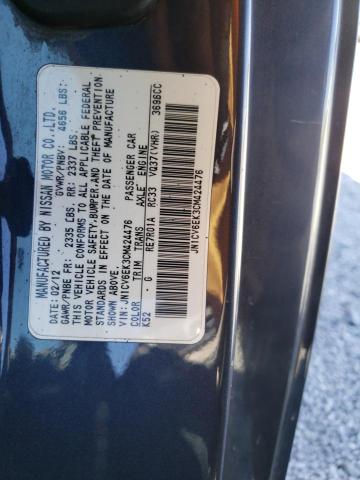 MANUFACTURED BY NISSAN MOTOR CO.,LTD.
DATE: 02/12 GVWR/PNBV: 4656 LBS.
GAWR/PNBE FR: 2335 LBS. RR: 2337 LBS.
THIS VEHICLE CONFORMS TO ALL APPLICABLE FEDERAL
MOTOR VEHICLE SAFETY,BUMPER,AND THEFT PREVENTION
STANDARDS IN EFFECT ON THE DATE OF MANUFACTURE
SHOWN ABOVE.
VIN: JN1CV6EK3CM424476 PASSENGER CAR
COLOR TRIM TRANS AXLE ENGINE
K52 G RE7R01A RC33 VQ37(VHR) 3696CC
JN1CV6EK3CM424476